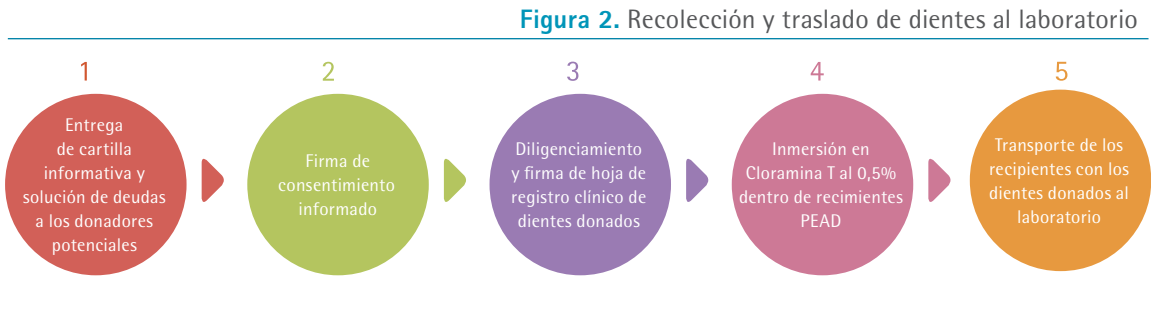 Figura 2. Recolección y traslado de dientes al laboratorio
1
Entrega
de cartilla
informativa y
solución de deudas
a los donadores
potenciales
2
Firma de
consentimiento
informado
3
Diligenciamiento
y firma de hoja de
registro clínico de
dientes donados
4
Inmersión en
Cloramina T al 0,5%
dentro de recimientes
PEAD
5
Transporte de los
recipientes con los
dientes donados al
laboratorio